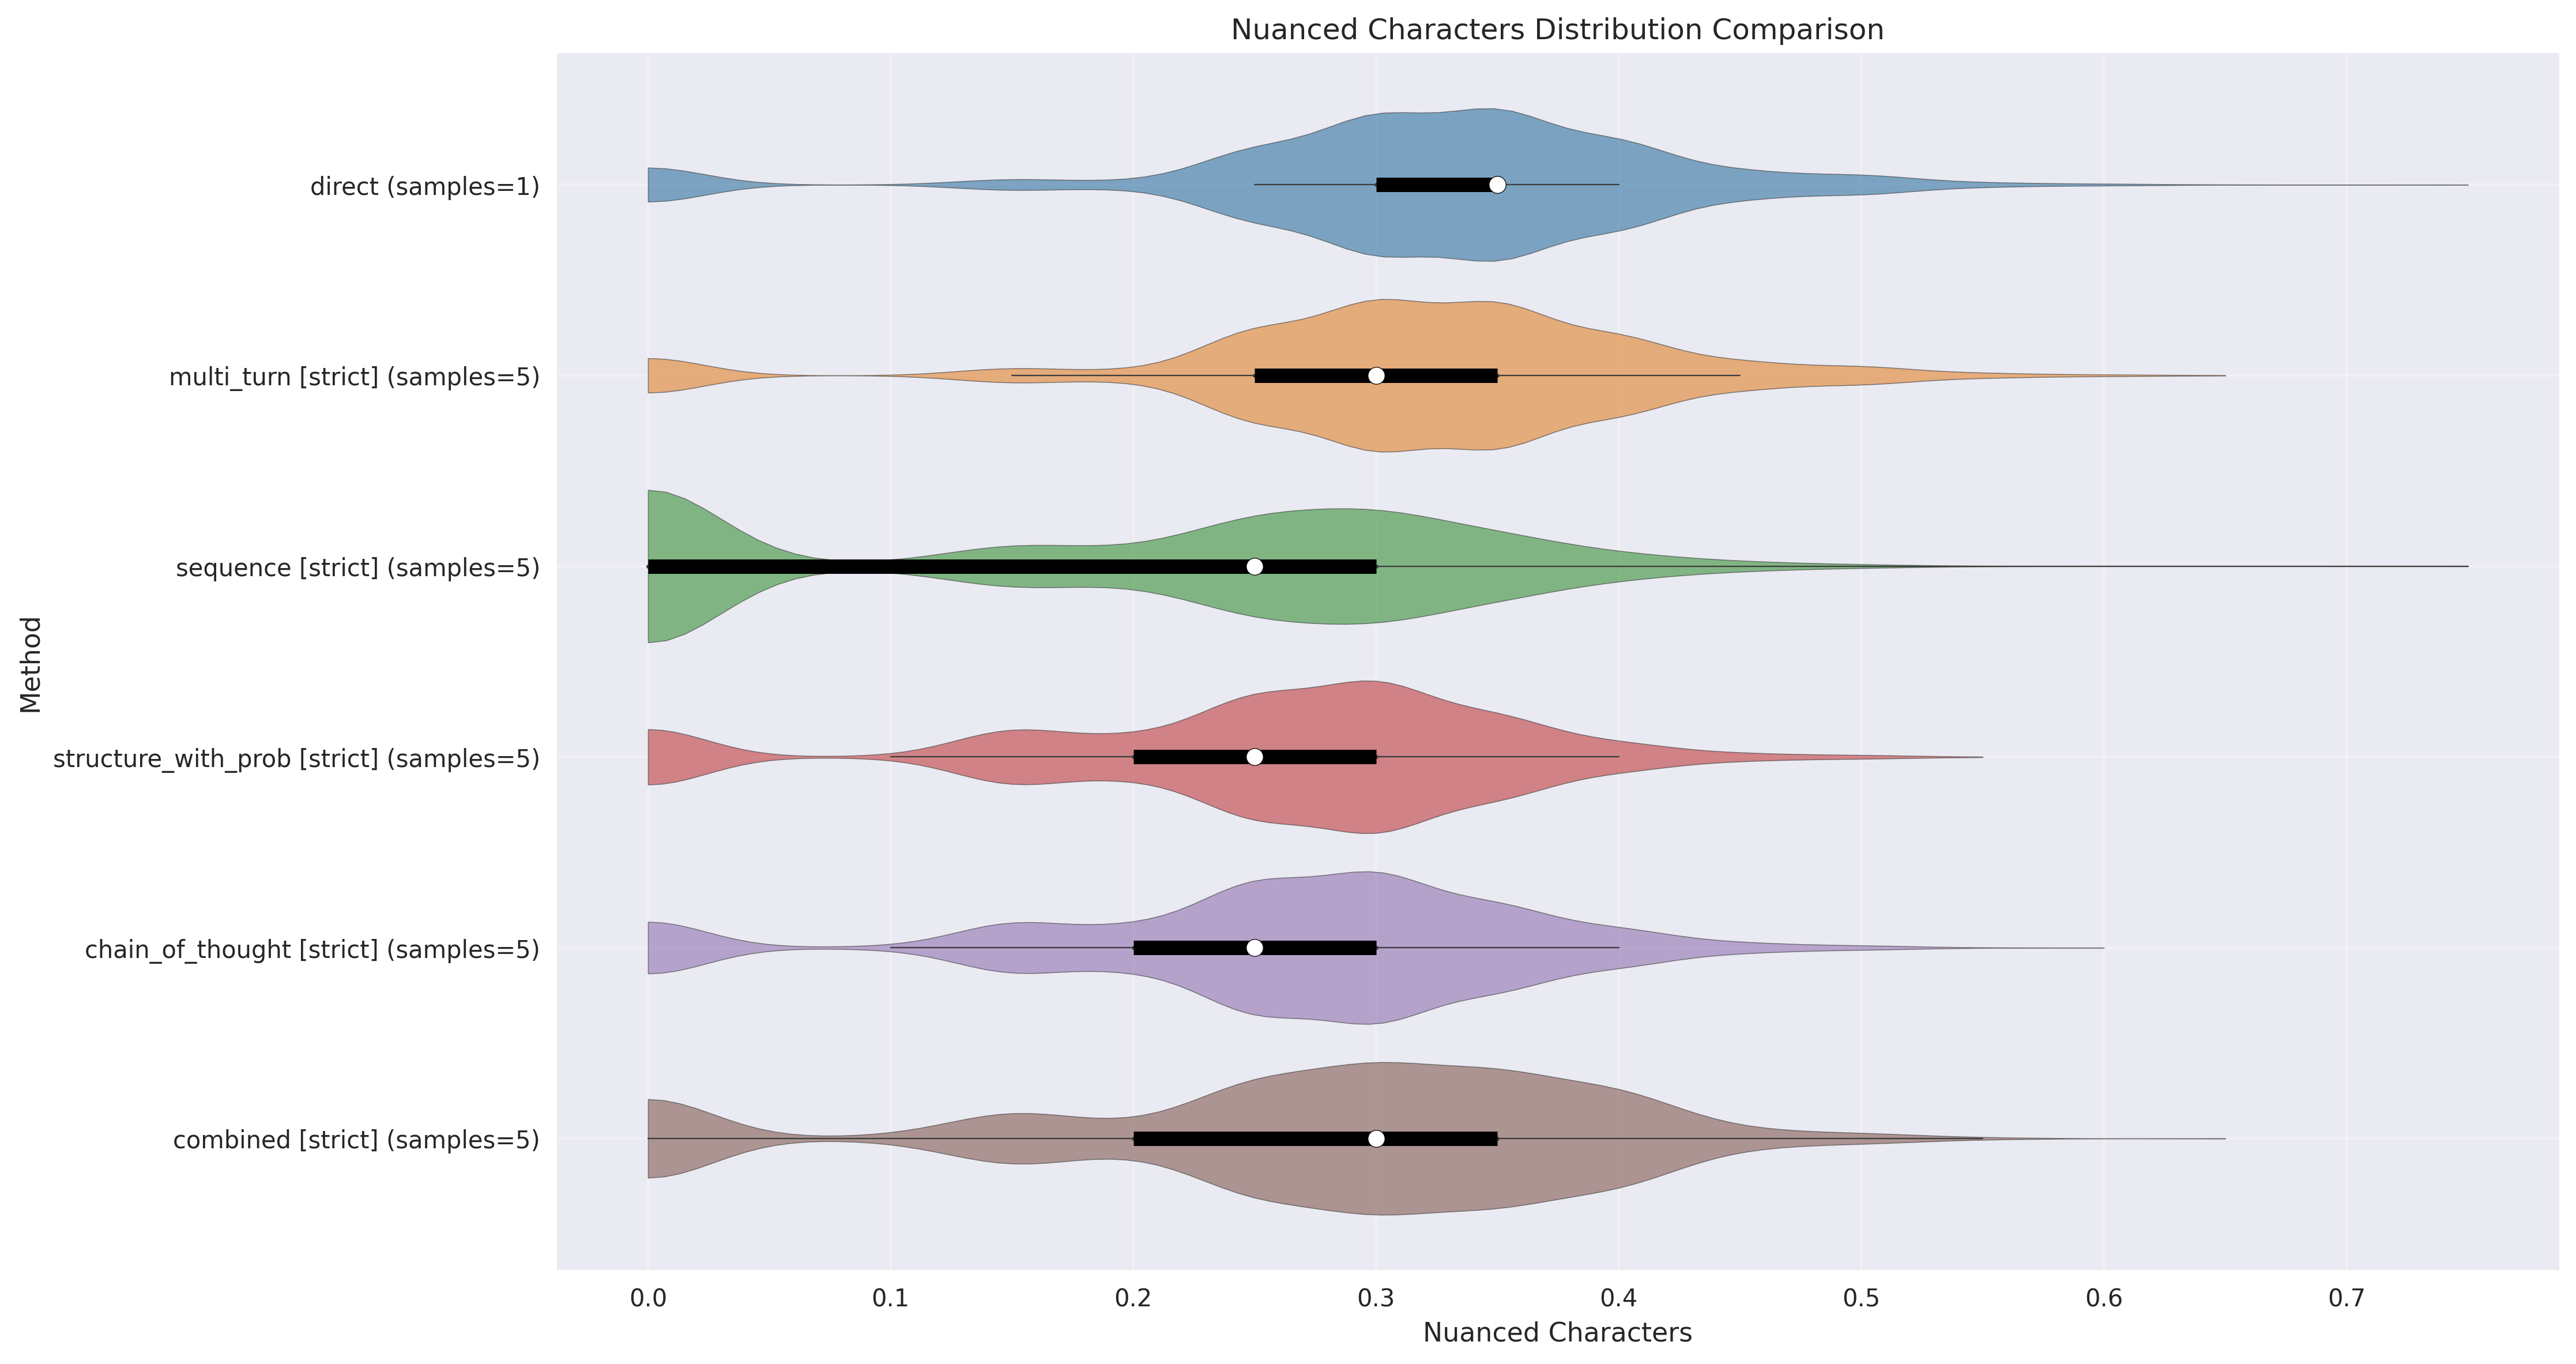 Nuanced Characters Distribution Comparison
direct (samples=1)
multi_turn [strict] (samples=5)
sequence [strict] (samples=5)
structure_with_prob [strict] (samples=5)
chain_of_thought [strict] (samples=5)
combined [strict] (samples=5)
Method
0.0 0.1 0.2 0.3 0.4 0.5 0.6 0.7
Nuanced Characters